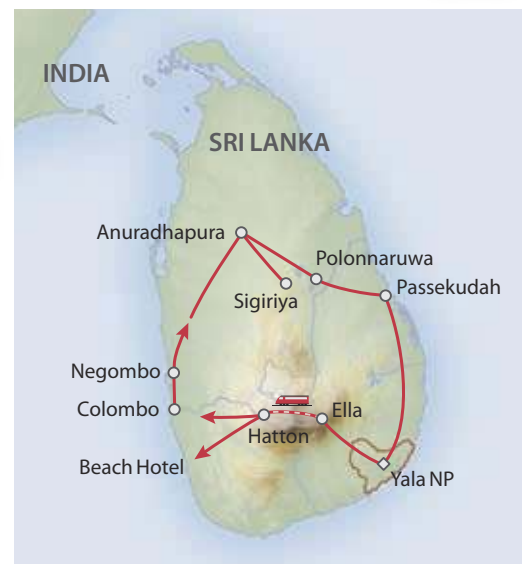 INDIA
SRI LANKA
Anuradhapura
Polonnaruwa
Sigiriya
Passekudah
Negombo
Colombo
Ella
Hatton
Beach Hotel
Yala NP